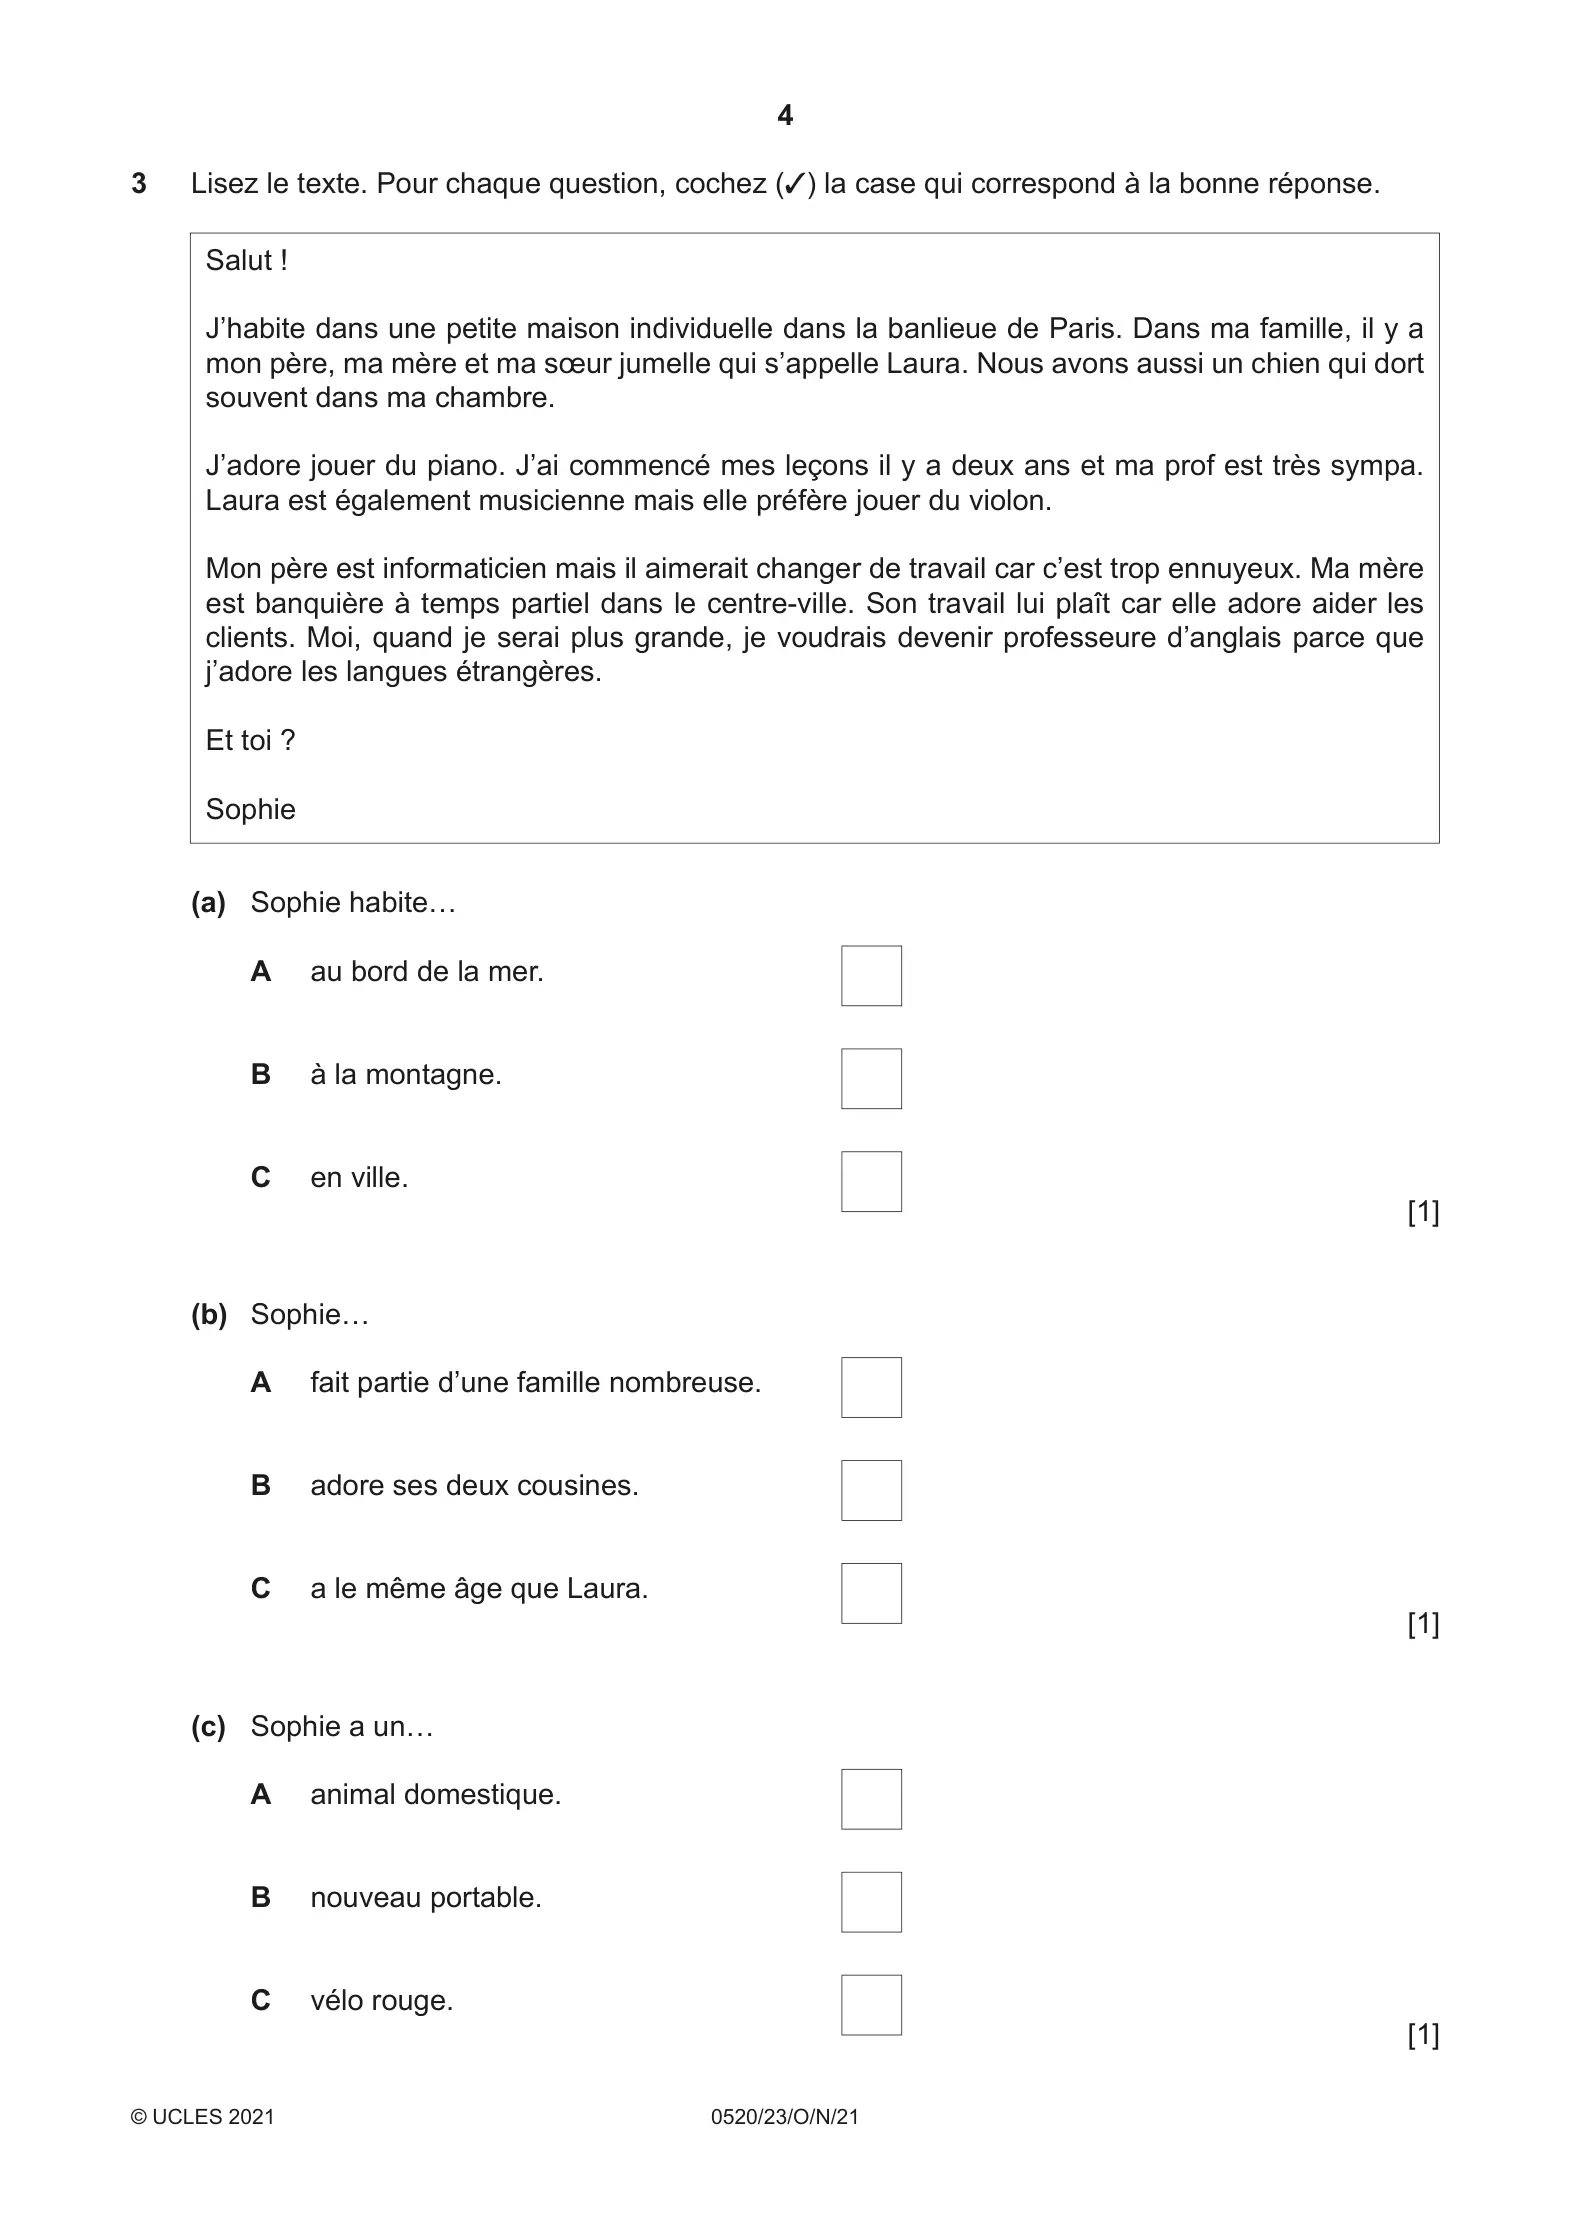 4
3 Lisez le texte. Pour chaque question, cochez (✓) la case qui correspond à la bonne réponse.
Salut !
J’habite dans une petite maison individuelle dans la banlieue de Paris. Dans ma famille, il y a
mon père, ma mère et ma sœur jumelle qui s’appelle Laura. Nous avons aussi un chien qui dort
souvent dans ma chambre.
J’adore jouer du piano. J’ai commencé mes leçons il y a deux ans et ma prof est très sympa.
Laura est également musicienne mais elle préfère jouer du violon.
Mon père est informaticien mais il aimerait changer de travail car c’est trop ennuyeux. Ma mère
est banquière à temps partiel dans le centre-ville. Son travail lui plaît car elle adore aider les
clients. Moi, quand je serai plus grande, je voudrais devenir professeure d’anglais parce que
j’adore les langues étrangères.
Et toi ?
Sophie
(a) Sophie habite…
A au bord de la mer.
B à la montagne.
C en ville.
[1]
(b) Sophie…
A fait partie d’une famille nombreuse.
B adore ses deux cousines.
C a le même âge que Laura.
[1]
(c) Sophie a un…
A animal domestique.
B nouveau portable.
C vélo rouge.
[1]
© UCLES 2021 0520/23/O/N/21